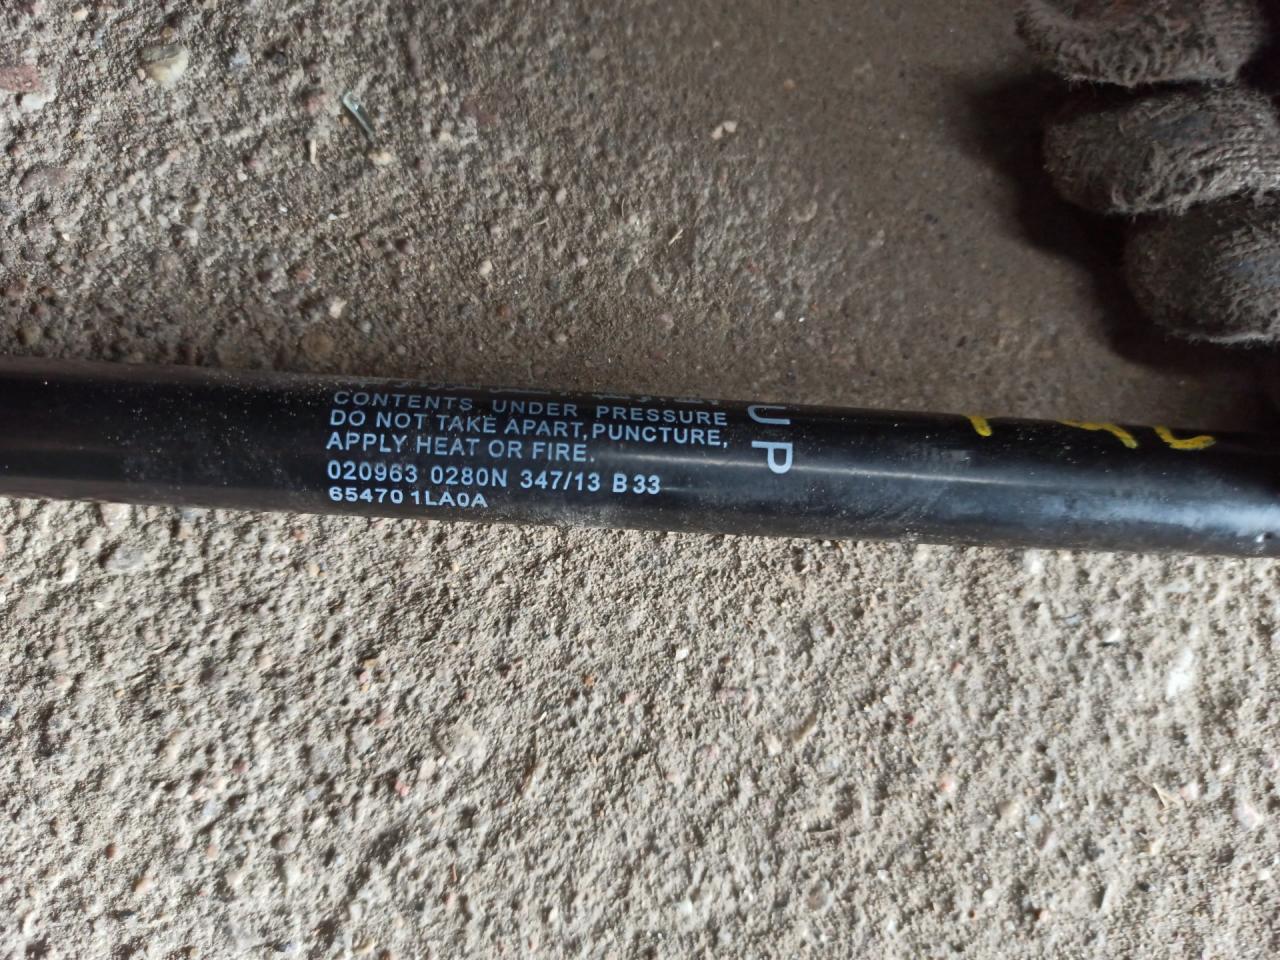 CONTENTS UNDER PRESSURE
DO NOT TAKE APART, PUNCTURE,
APPLY HEAT OR FIRE.
020963 0280N 347/13 B33
65470 1LA0A
UP